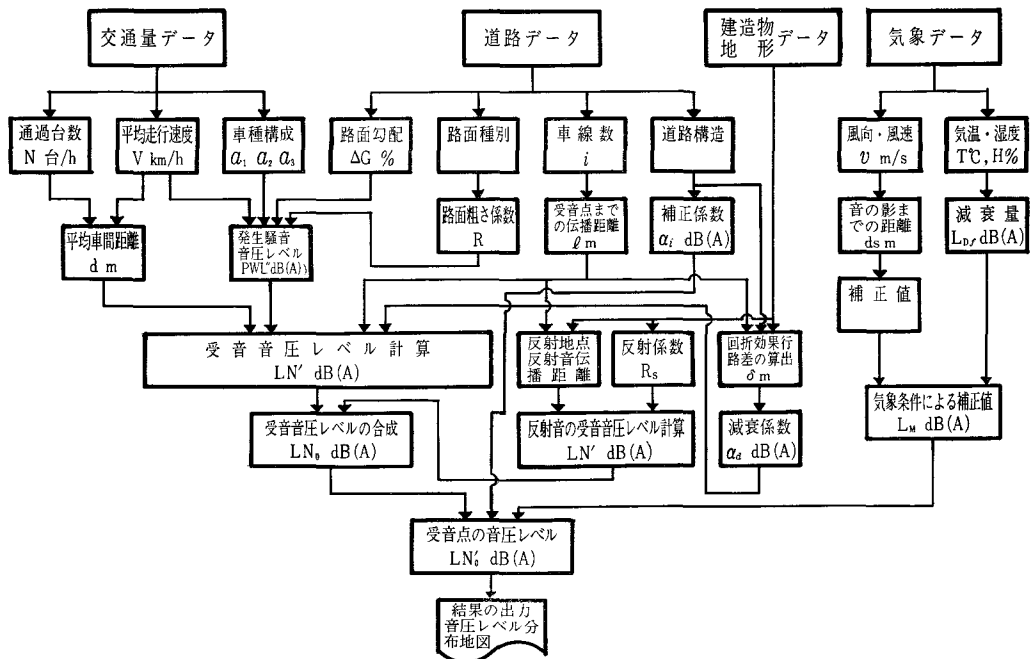 交通量データ
道路データ
建造物
地　形 データ
気象データ
通過台数
N 台/h
平均走行速度
V km/h
車種構成
a₁ a₂ a₃
路面勾配
ΔG %
路面種別
車線数
i
道路構造
風向・風速
v m/s
気温・湿度
T℃, H%
平均車間距離
d m
発生騒音
音圧レベル
PWL"dB(A))
路面粗さ係数
R
受音点まで
の伝播距離
ℓ m
補正係数
αᵢ dB(A)
音の影ま
での距離
ds m
減衰量
L_Df dB(A)
補正値
受音音圧レベル計算
LN′ dB(A)
反射地点
反射音伝
播距離
反射係数
Rs
回折効果行
路差の算出
δ m
気象条件による補正値
L_M dB(A)
受音音圧レベルの合成
LN₀ dB(A)
反射音の受音音圧レベル計算
LN′ dB(A)
減衰係数
α_d dB(A)
受音点の音圧レベル
LN′₀ dB(A)
結果の出力
音圧レベル分
布地図